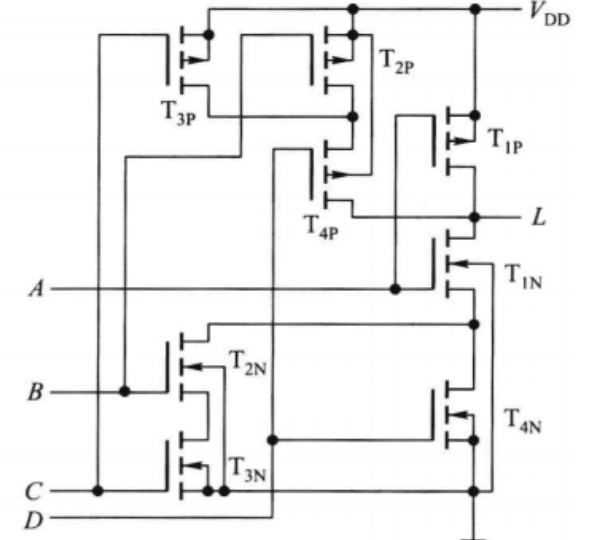 V_DD
T_2P
T_3P
T_1P
T_4P
L
A
T_1N
T_2N
B
T_4N
T_3N
C
D